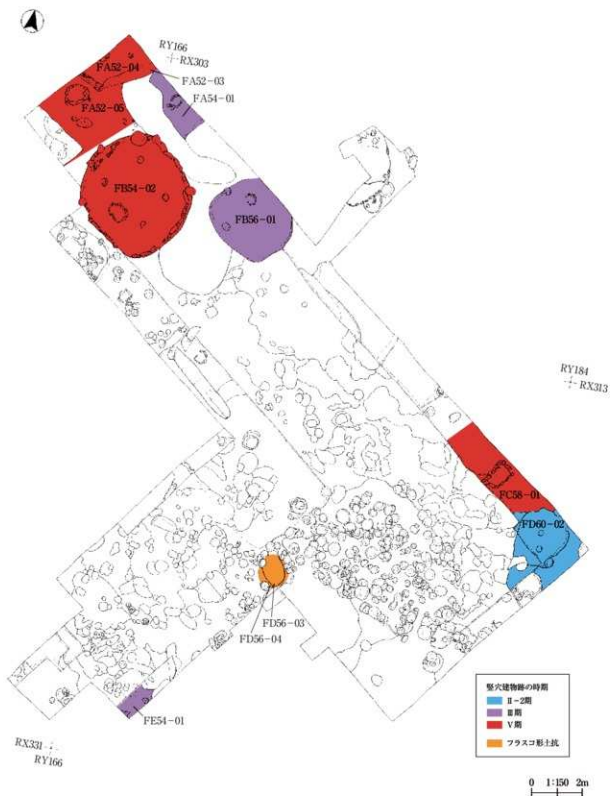 RY166
RX303
FA52-04
FA52-03
FA54-01
FA52-05
FB54-02
FB56-01
RY184
RX313
FC58-01
FD60-02
FD56-03
FD56-04
FE54-01
RX331
RY166
竪穴建物跡の時期
Ⅱ-2期
Ⅲ期
Ⅴ期
フラスコ形土坑
0 1:150 2m